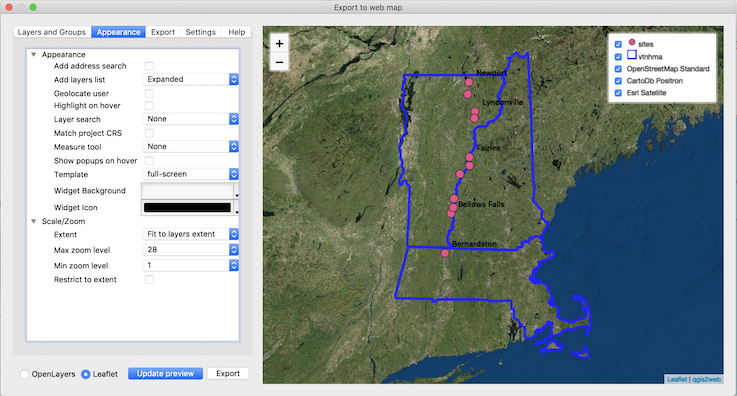 Export to web map
Layers and Groups Appearance Export Settings Help
Appearance
Add address search
Add layers list Expanded
Geolocate user
Highlight on hover
Layer search None
Match project CRS
Measure tool None
Show popups on hover
Template full-screen
Widget Background
Widget Icon
Scale/Zoom
Extent Fit to layers extent
Max zoom level 28
Min zoom level 1
Restrict to extent
OpenLayers Leaflet Update preview Export
+
−
sites
vtnhma
OpenStreetMap Standard
CartoDb Positron
Esri Satellite
Newport
Lyndonville
Fairlee
Bellows Falls
Bernardston
Leaflet | qgis2web